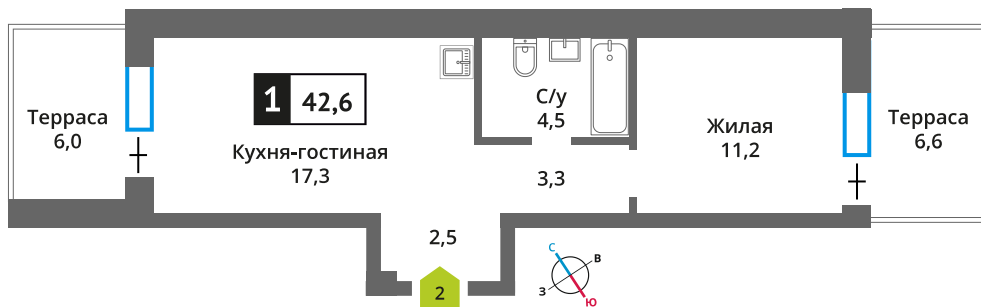 Терраса
6,0
1 42,6
Кухня-гостиная
17,3
С/у
4,5
3,3
2,5
2
Жилая
11,2
Терраса
6,6
С
В
З
Ю